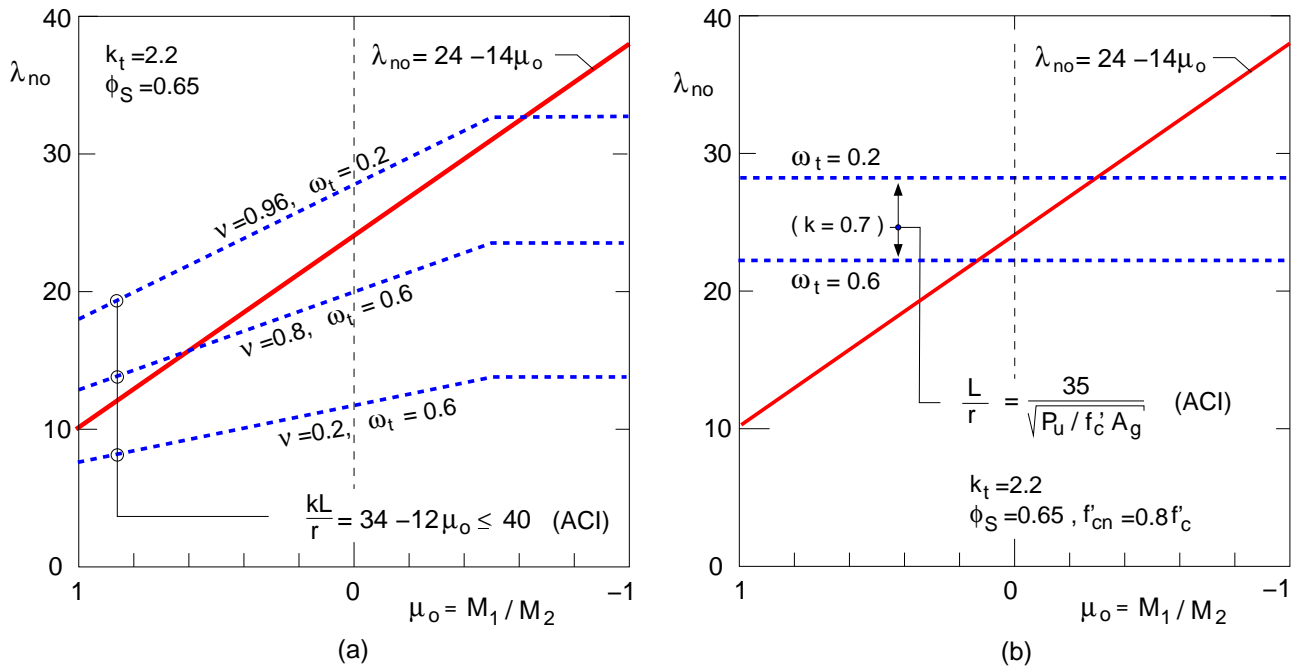 40
30
20
10
0
λno
kt=2.2
ϕS=0.65
λno= 24 −14μo
ν=0.96, ωt= 0.2
ν=0.8, ωt= 0.6
ν=0.2, ωt= 0.6
kL/r = 34 −12μo ≤ 40 (ACI)
1 0 −1
μo = M1 / M2
(a)
40
30
20
10
0
λno
λno= 24 −14μo
ωt = 0.2
( k = 0.7 )
ωt = 0.6
L/r = 35/√Pu / f'c Ag (ACI)
kt=2.2
ϕS=0.65 , f'cn=0.8f'c
1 0 −1
μo = M1 / M2
(b)